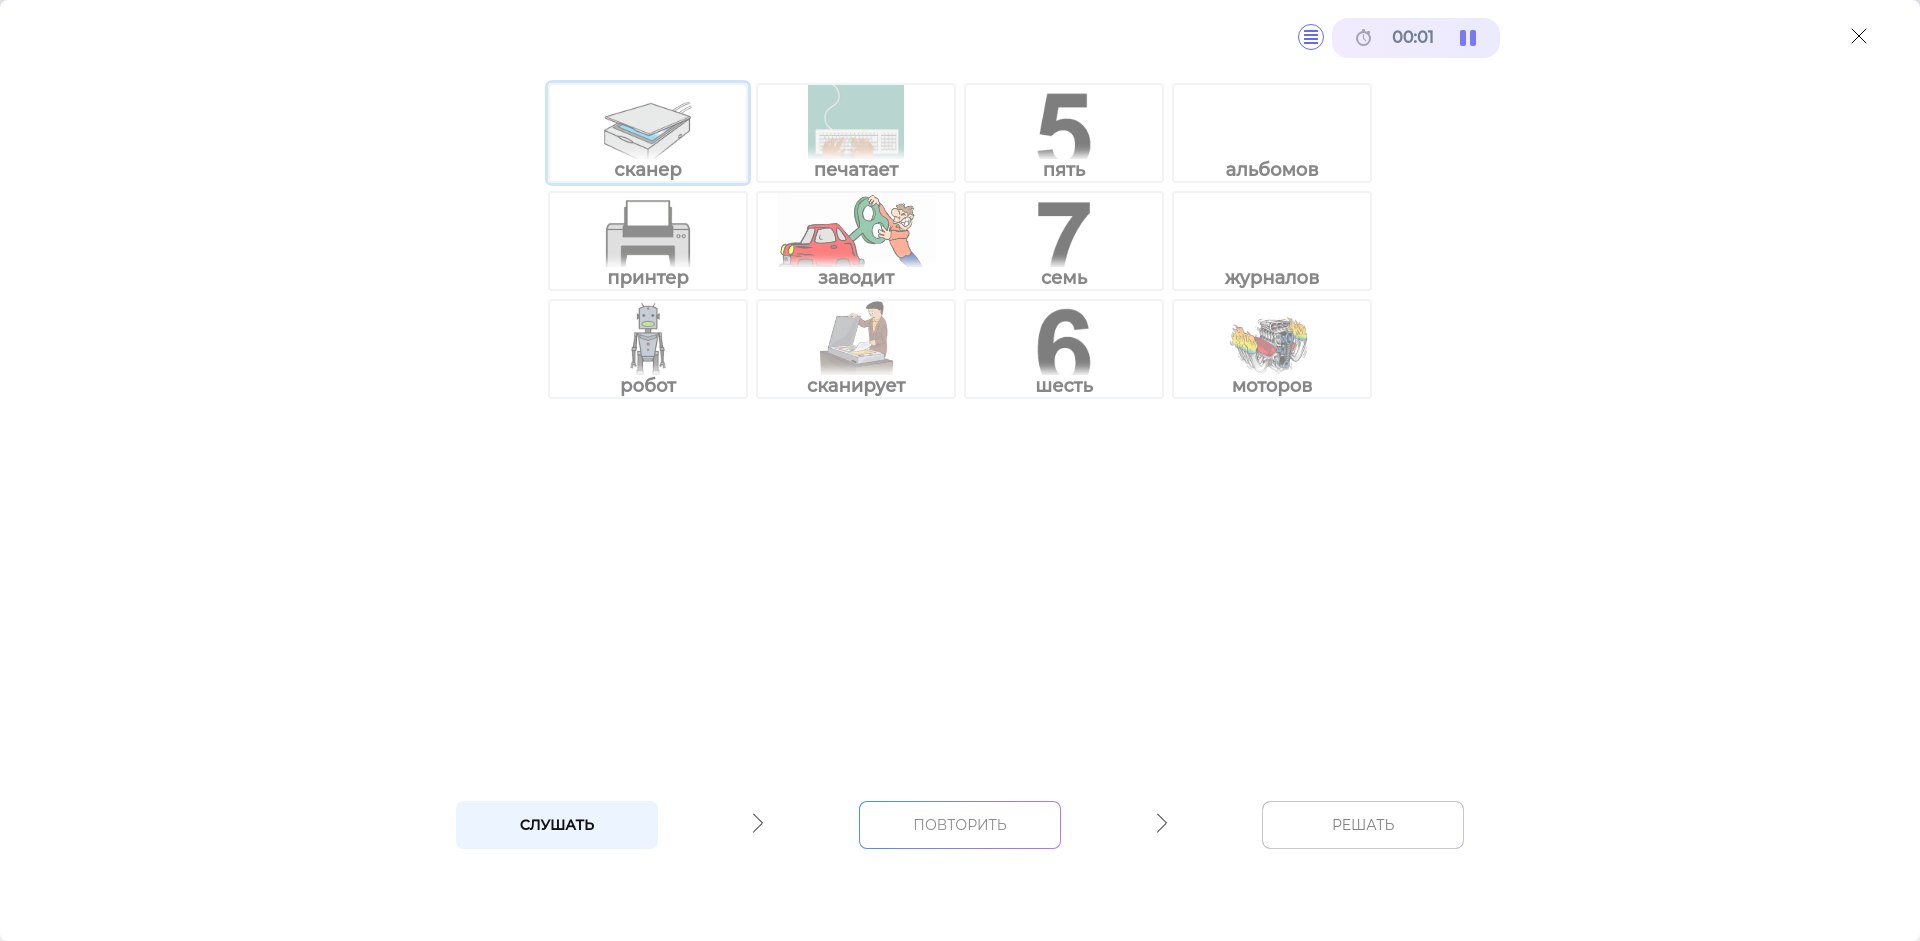 00:01
сканер
печатает
5
пять
альбомов
принтер
заводит
7
семь
журналов
робот
сканирует
6
шесть
моторов
СЛУШАТЬ
ПОВТОРИТЬ
РЕШАТЬ